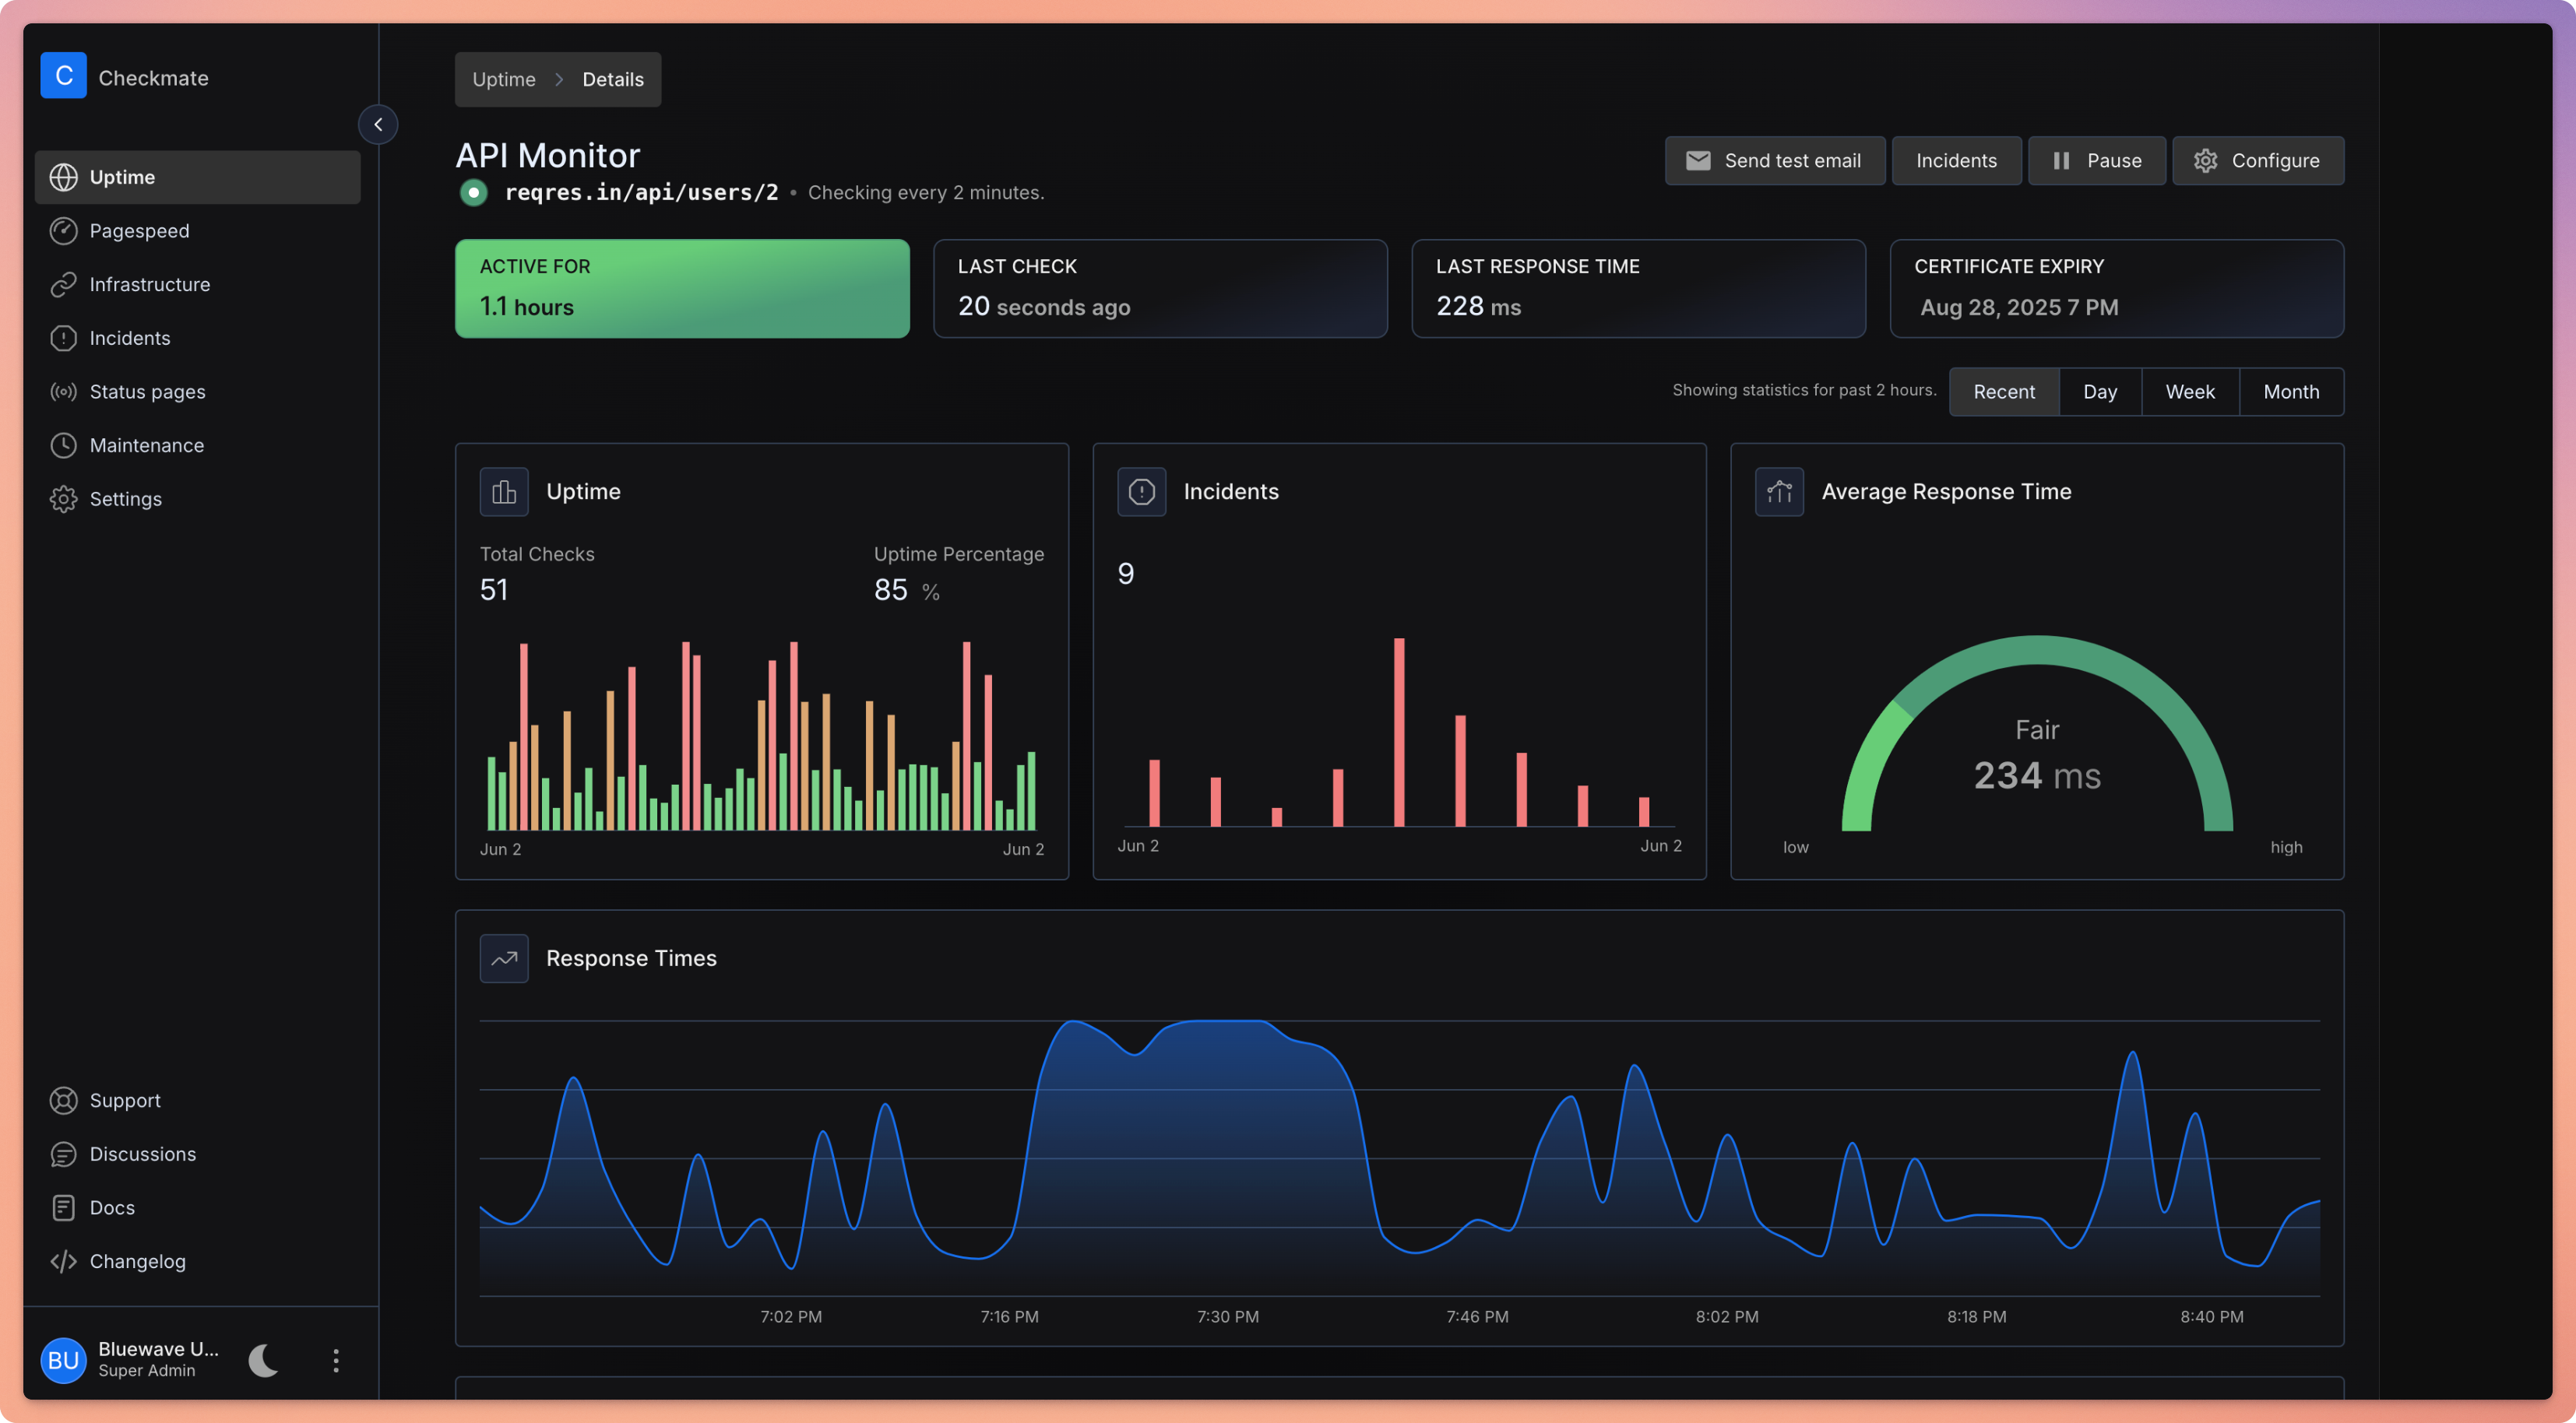 C Checkmate
Uptime
Pagespeed
Infrastructure
Incidents
Status pages
Maintenance
Settings
Support
Discussions
Docs
Changelog
BU Bluewave U...
Super Admin
Uptime Details
API Monitor
reqres.in/api/users/2 • Checking every 2 minutes.
Send test email Incidents Pause Configure
ACTIVE FOR
1.1 hours
LAST CHECK
20 seconds ago
LAST RESPONSE TIME
228 ms
CERTIFICATE EXPIRY
Aug 28, 2025 7 PM
Showing statistics for past 2 hours. Recent Day Week Month
Uptime
Total Checks
51
Uptime Percentage
85 %
Jun 2 Jun 2
Incidents
9
Jun 2 Jun 2
Average Response Time
Fair
234 ms
low high
Response Times
7:02 PM 7:16 PM 7:30 PM 7:46 PM 8:02 PM 8:18 PM 8:40 PM